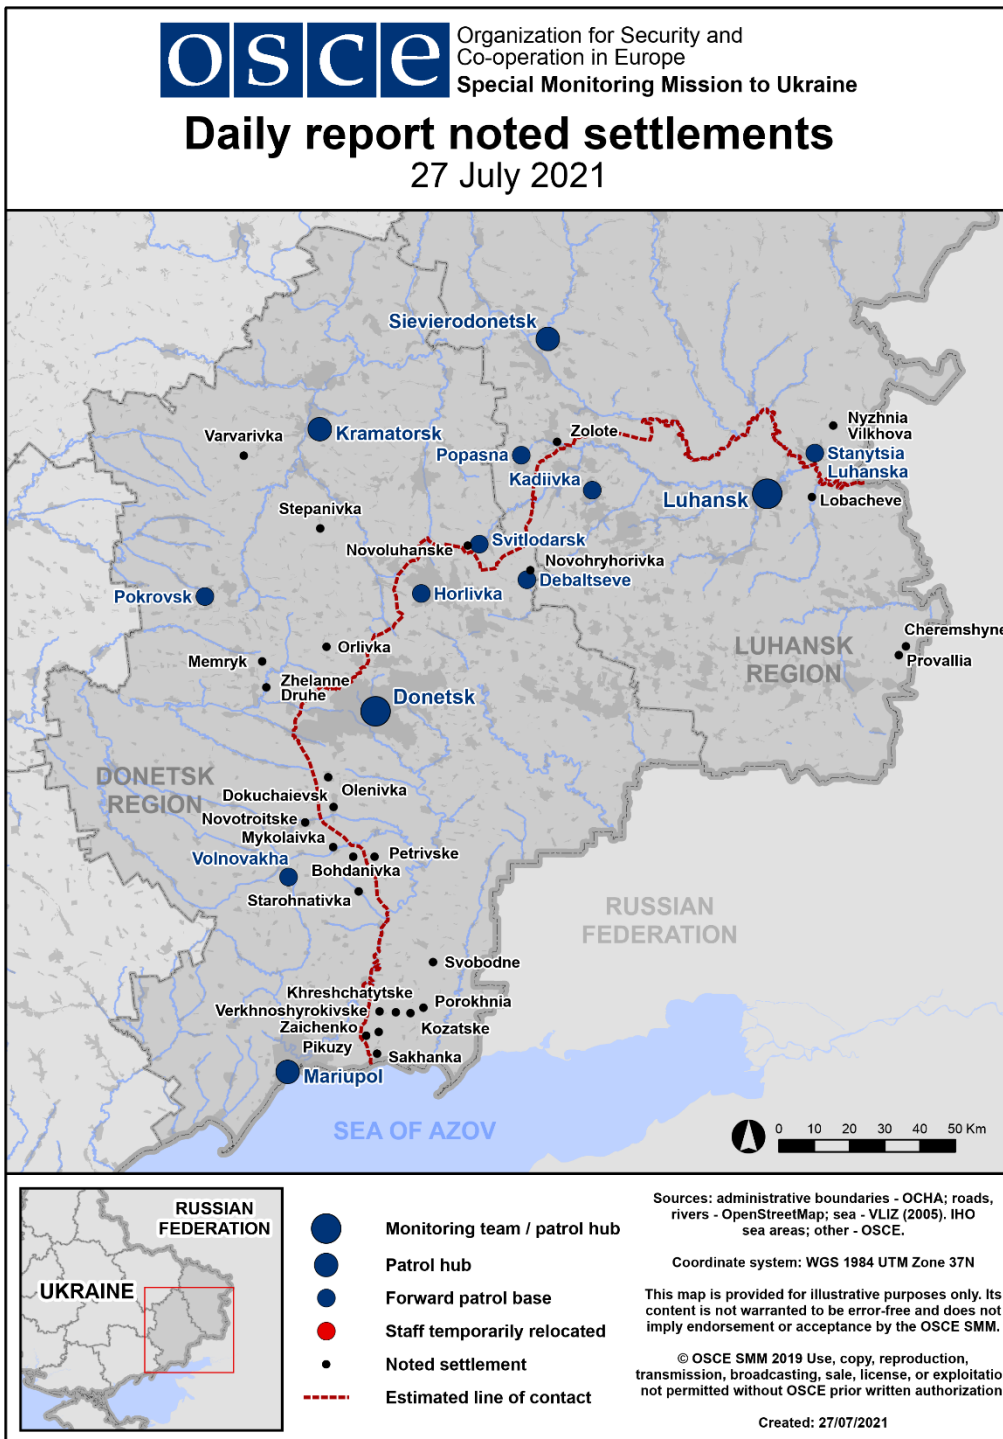 osce
Organization for Security and
Co-operation in Europe
Special Monitoring Mission to Ukraine
Daily report noted settlements
27 July 2021
Sievierodonetsk
Nyzhnia
Vilkhova
Zolote
Varvarivka
Kramatorsk
Popasna
Stanytsia
Luhanska
Kadiivka
Luhansk
Lobacheve
Stepanivka
Novoluhanske
Svitlodarsk
Novohryhorivka
Debaltseve
Pokrovsk
Horlivka
Cheremshyne
LUHANSK
REGION
Provallia
Orlivka
Memryk
Zhelanne
Druhe
Donetsk
DONETSK
REGION
Olenivka
Dokuchaievsk
Novotroitske
Mykolaivka
Volnovakha
Petrivske
Bohdanivka
Starohnativka
RUSSIAN
FEDERATION
Svobodne
Khreshchatytske
Porokhnia
Verkhnoshyrokivske
Zaichenko
Kozatske
Pikuzy
Sakhanka
Mariupol
SEA OF AZOV
0 10 20 30 40 50 Km
RUSSIAN
FEDERATION
UKRAINE
Monitoring team / patrol hub
Patrol hub
Forward patrol base
Staff temporarily relocated
Noted settlement
Estimated line of contact
Sources: administrative boundaries - OCHA; roads,
rivers - OpenStreetMap; sea - VLIZ (2005). IHO
sea areas; other - OSCE.
Coordinate system: WGS 1984 UTM Zone 37N
This map is provided for illustrative purposes only. Its
content is not warranted to be error-free and does not
imply endorsement or acceptance by the OSCE SMM.
© OSCE SMM 2019 Use, copy, reproduction,
transmission, broadcasting, sale, license, or exploitatio
not permitted without OSCE prior written authorization
Created: 27/07/2021